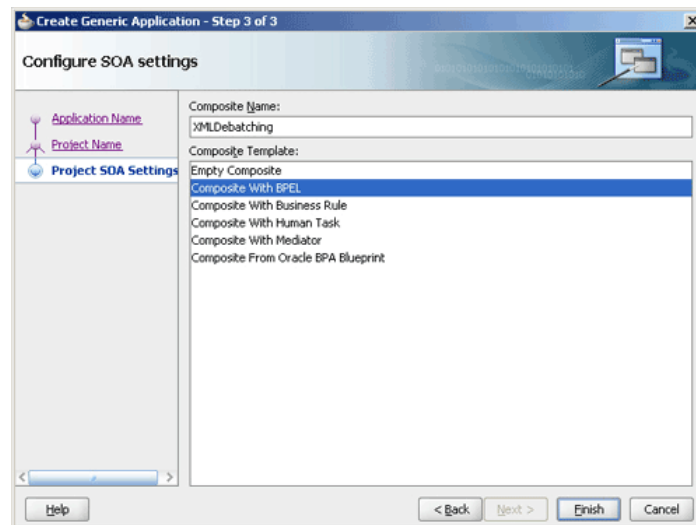 Create Generic Application - Step 3 of 3
Configure SOA settings
Application Name
Project Name
Project SOA Settings
Composite Name:
XMLDebatching
Composite Template:
Empty Composite
Composite With BPEL
Composite With Business Rule
Composite With Human Task
Composite With Mediator
Composite From Oracle BPA Blueprint
Help
< Back
Next >
Finish
Cancel